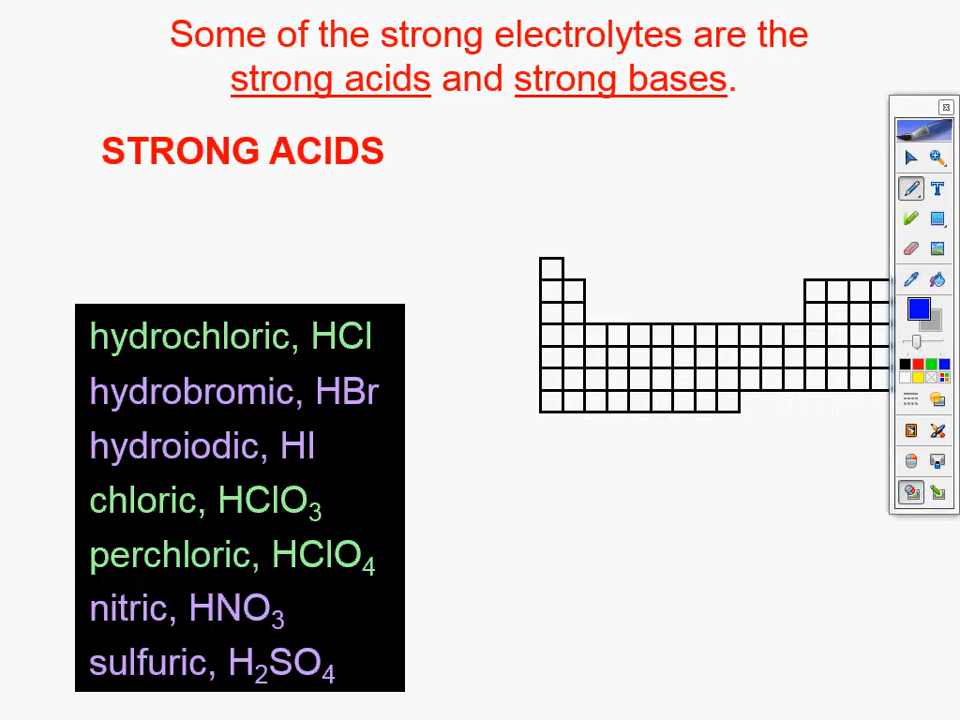 Some of the strong electrolytes are the
strong acids and strong bases.
STRONG ACIDS
hydrochloric, HCl
hydrobromic, HBr
hydroiodic, HI
chloric, HClO₃
perchloric, HClO₄
nitric, HNO₃
sulfuric, H₂SO₄
T